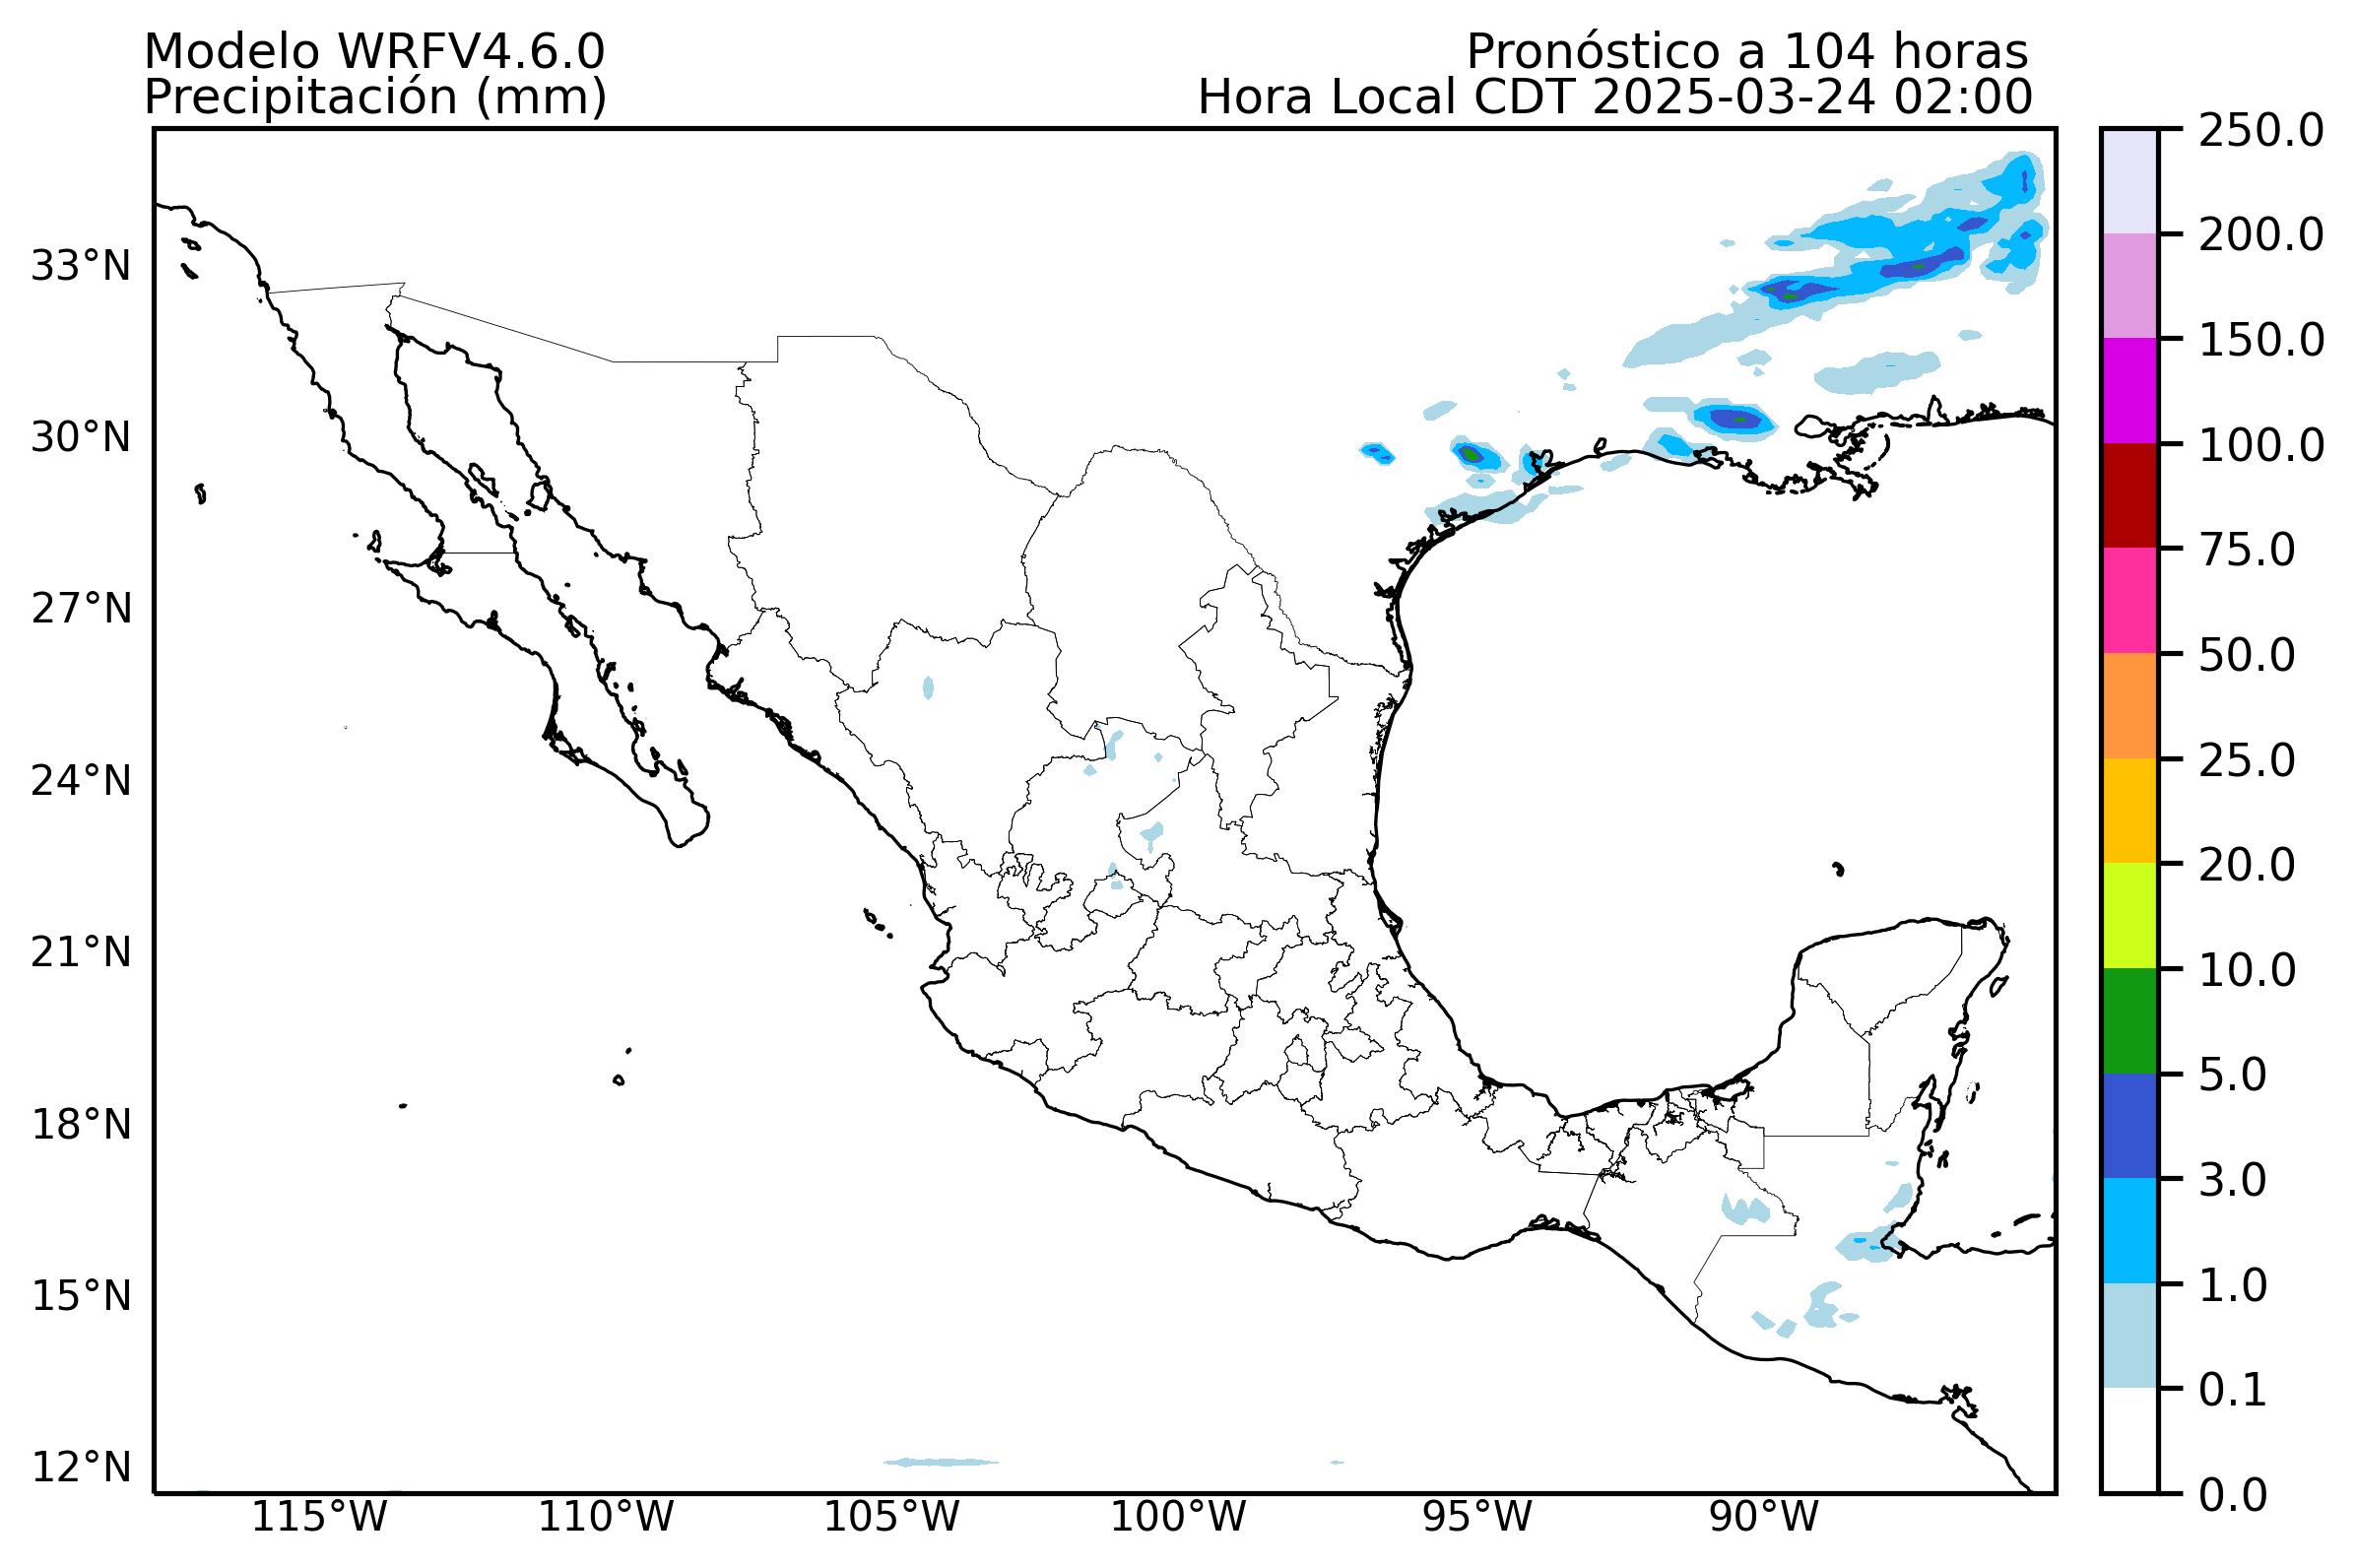 Modelo WRFV4.6.0
Precipitación (mm)
Pronóstico a 104 horas
Hora Local CDT 2025-03-24 02:00
33°N
30°N
27°N
24°N
21°N
18°N
15°N
12°N
115°W
110°W
105°W
100°W
95°W
90°W
250.0
200.0
150.0
100.0
75.0
50.0
25.0
20.0
10.0
5.0
3.0
1.0
0.1
0.0